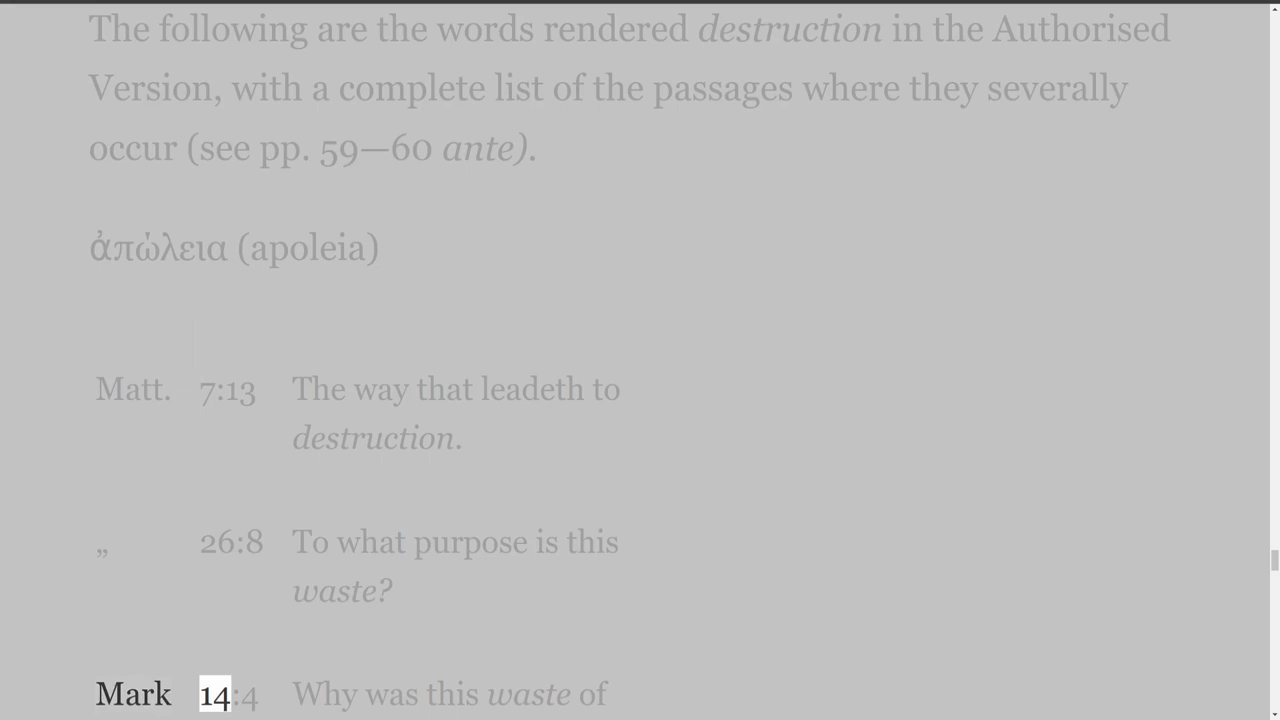 The following are the words rendered destruction in the Authorised
Version, with a complete list of the passages where they severally
occur (see pp. 59—60 ante).
ἀπώλεια (apoleia)
Matt. 7:13 The way that leadeth to
destruction.
„ 26:8 To what purpose is this
waste?
Mark 14:4 Why was this waste of